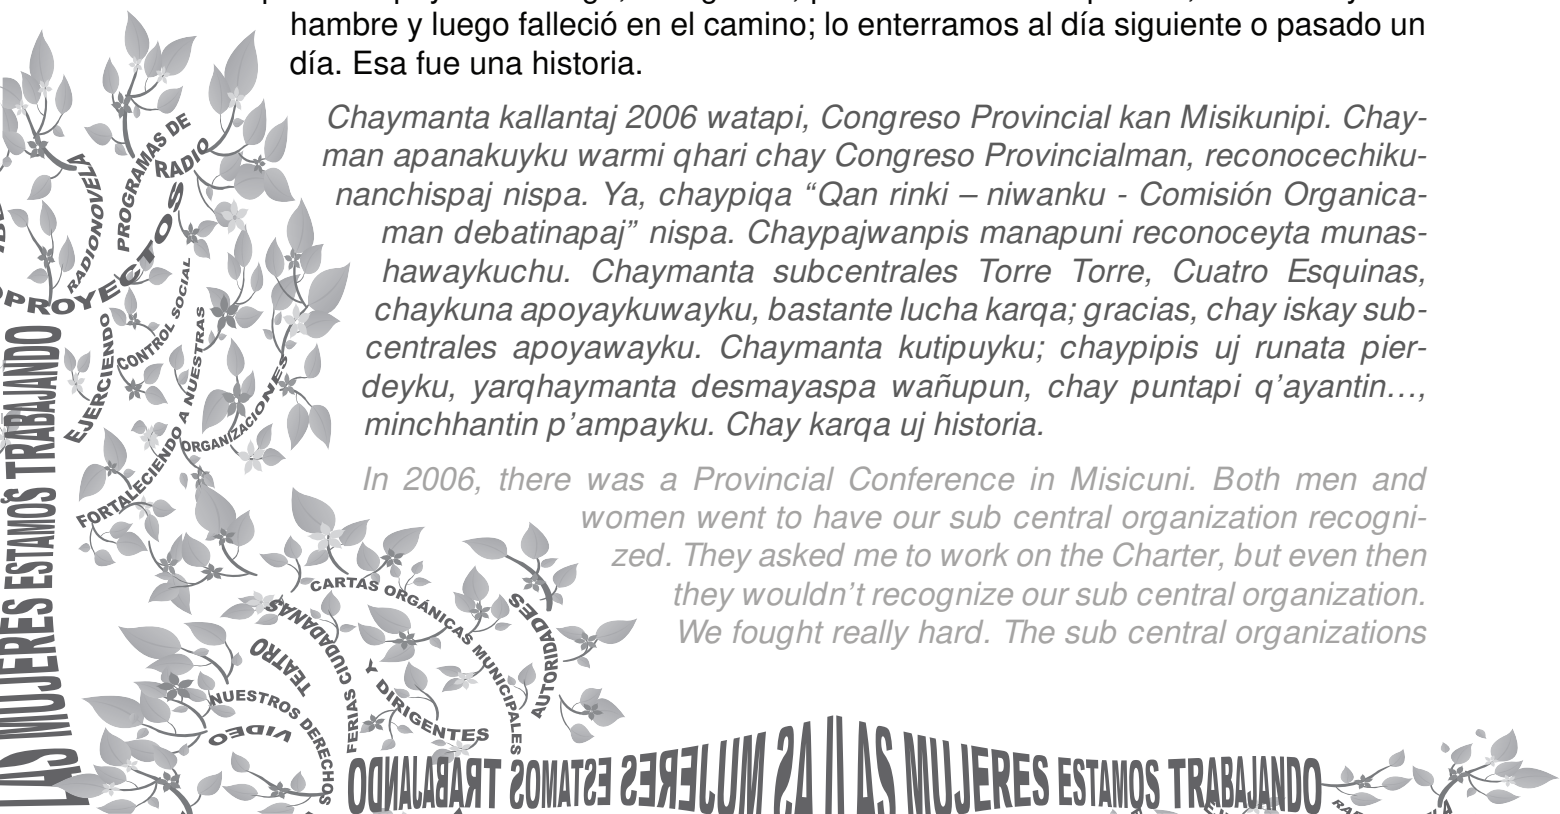 hambre y luego falleció en el camino; lo enterramos al día siguiente o pasado un
día. Esa fue una historia.
Chaymanta kallantaj 2006 watapi, Congreso Provincial kan Misikunipi. Chay-
man apanakuyku warmi qhari chay Congreso Provincialman, reconocechiku-
nanchispaj nispa. Ya, chaypiqa “Qan rinki – niwanku - Comisión Organica-
man debatinapaj” nispa. Chaypajwanpis manapuni reconoceyta munas-
hawaykuchu. Chaymanta subcentrales Torre Torre, Cuatro Esquinas,
chaykuna apoyaykuwayku, bastante lucha karqa; gracias, chay iskay sub-
centrales apoyawayku. Chaymanta kutipuyku; chaypipis uj runata pier-
deyku, yarqhaymanta desmayaspa wañupun, chay puntapi q’ayantin…,
minchhantin p’ampayku. Chay karqa uj historia.
In 2006, there was a Provincial Conference in Misicuni. Both men and
women went to have our sub central organization recogni-
zed. They asked me to work on the Charter, but even then
they wouldn’t recognize our sub central organization.
We fought really hard. The sub central organizations
PROGRAMAS DE
RADIO
RADIONOVELA
PROYECTOS
EJERCIENDO
CONTROL SOCIAL
FORTALECIENDO A NUESTRAS
ORGANIZACIONES
LAS MUJERES ESTAMOS TRABAJANDO
CARTAS ORGÁNICAS MUNICIPALES
AUTORIDADES
Y DIRIGENTES
FERIAS CIUDADANAS
TEATRO
NUESTROS DERECHOS
VIDEO
LAS MUJERES ESTAMOS TRABAJANDO
LAS MUJERES ESTAMOS TRABAJANDO